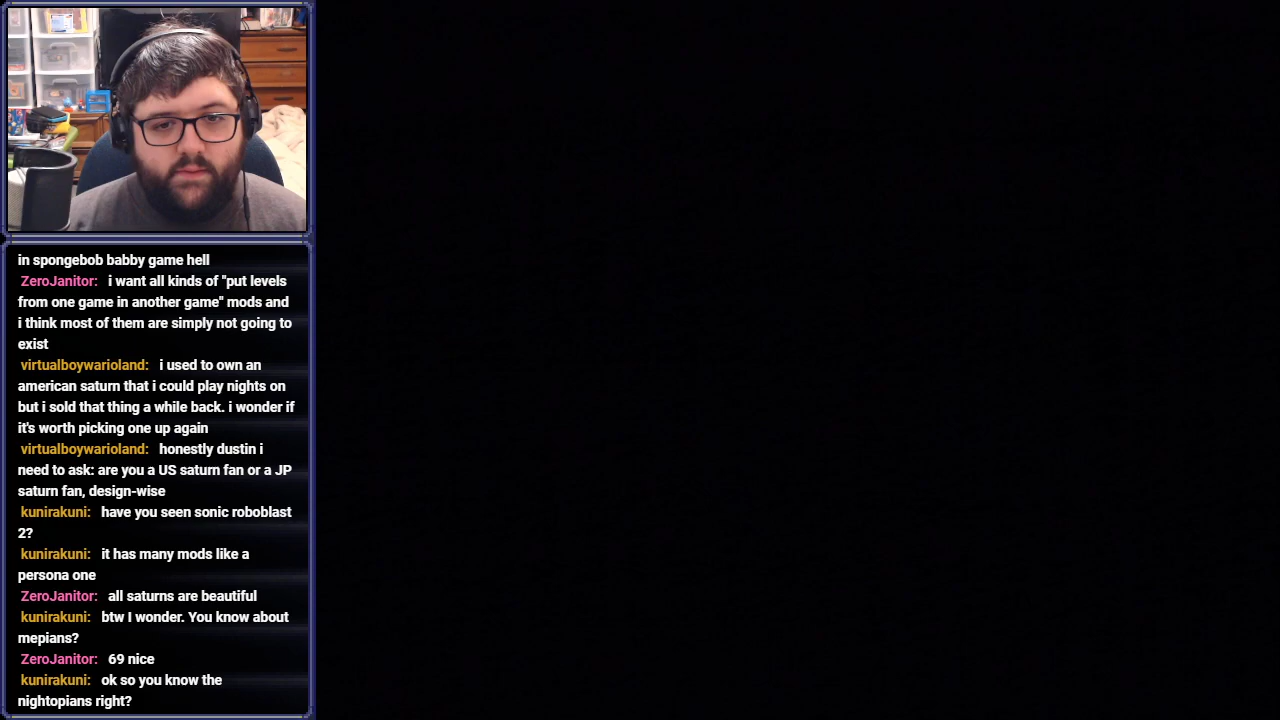 in spongebob babby game hell
ZeroJanitor: i want all kinds of "put levels
from one game in another game" mods and
i think most of them are simply not going to
exist
virtualboywarioland: i used to own an
american saturn that i could play nights on
but i sold that thing a while back. i wonder if
it's worth picking one up again
virtualboywarioland: honestly dustin i
need to ask: are you a US saturn fan or a JP
saturn fan, design-wise
kunirakuni: have you seen sonic roboblast
2?
kunirakuni: it has many mods like a
persona one
ZeroJanitor: all saturns are beautiful
kunirakuni: btw I wonder. You know about
mepians?
ZeroJanitor: 69 nice
kunirakuni: ok so you know the
nightopians right?